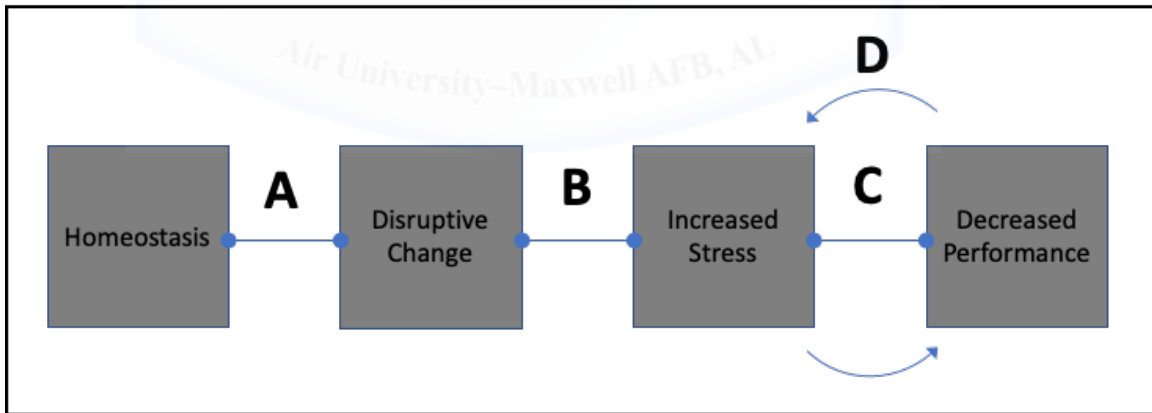 Air University–Maxwell AFB, AL
D
A
B
C
Homeostasis
Disruptive
Change
Increased
Stress
Decreased
Performance